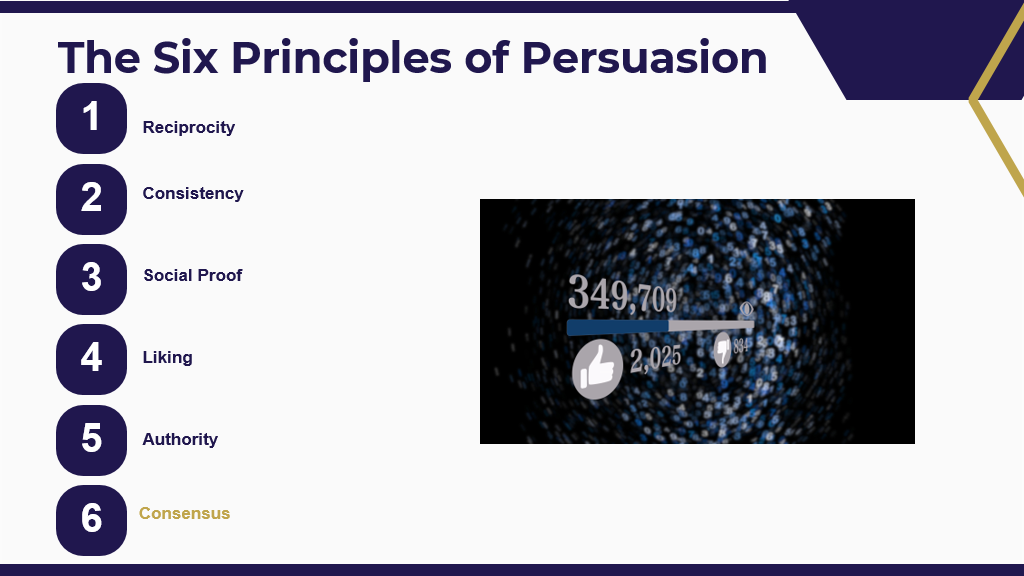 The Six Principles of Persuasion
1
Reciprocity
2
Consistency
3
Social Proof
4
Liking
5
Authority
6
Consensus
349,709
2,025
834